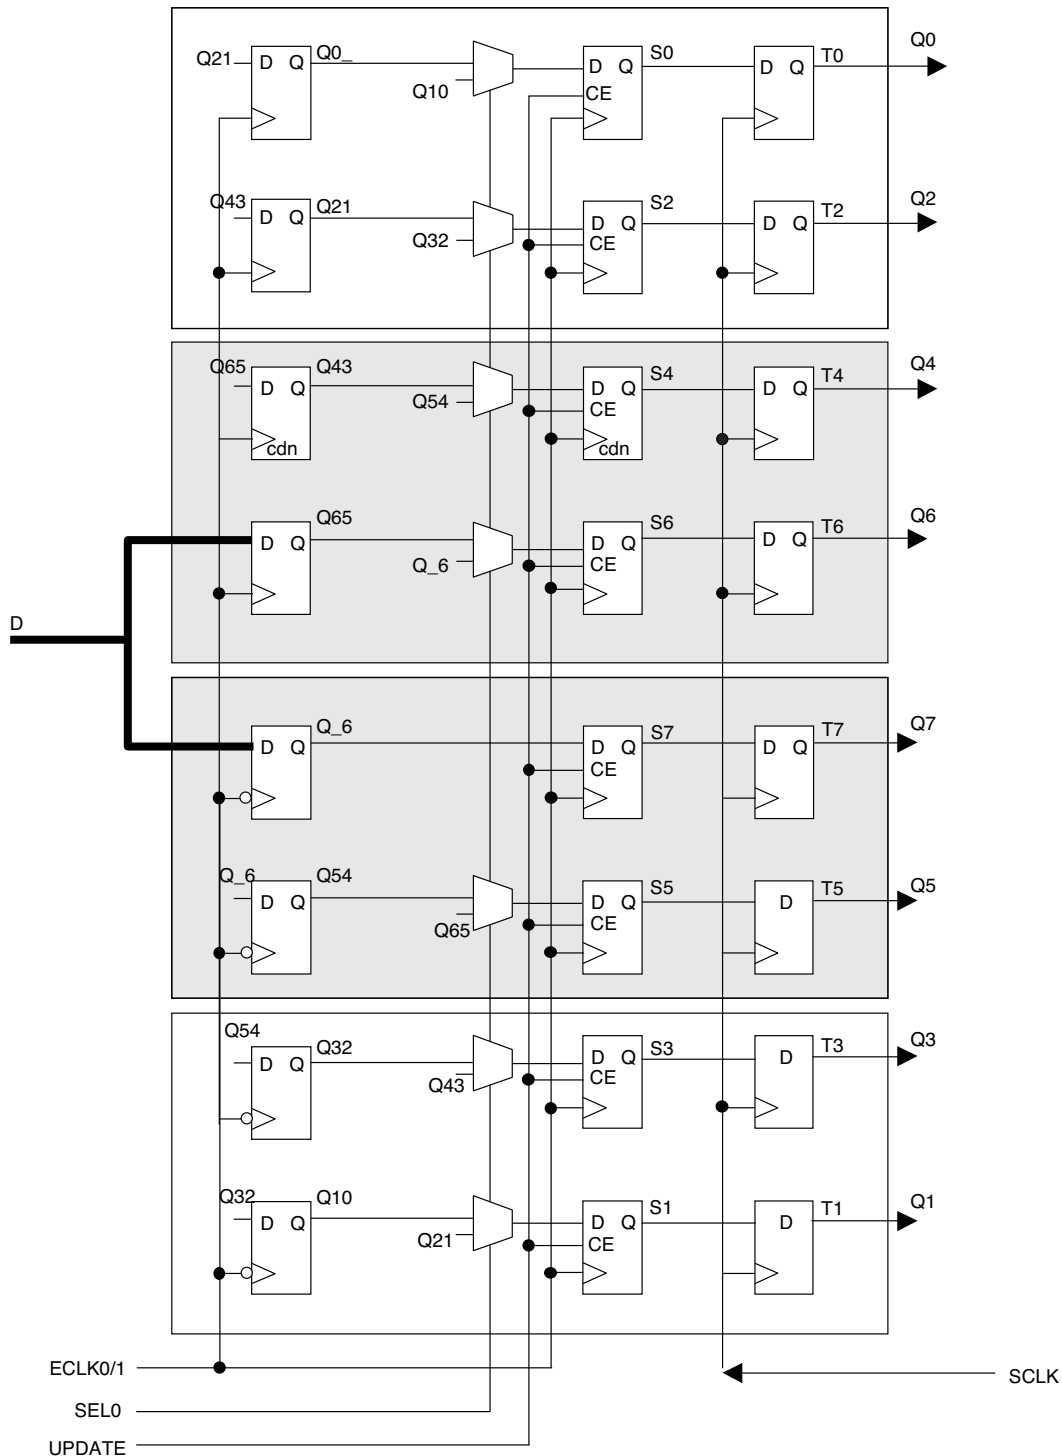 Q21 D Q Q0_ Q10 D Q CE S0 D Q T0 Q0
Q43 D Q Q21 Q32 D Q CE S2 D Q T2 Q2
Q65 D Q cdn Q43 Q54 D Q CE cdn S4 D Q T4 Q4
D Q Q65 Q_6 D Q CE S6 D Q T6 Q6
D
D Q Q_6 D Q CE S7 D Q T7 Q7
Q_6 D Q Q54 Q65 D Q CE S5 D T5 Q5
Q54 D Q Q32 Q43 D Q CE S3 D T3 Q3
Q32 D Q Q10 Q21 D Q CE S1 D T1 Q1
ECLK0/1
SCLK
SEL0
UPDATE